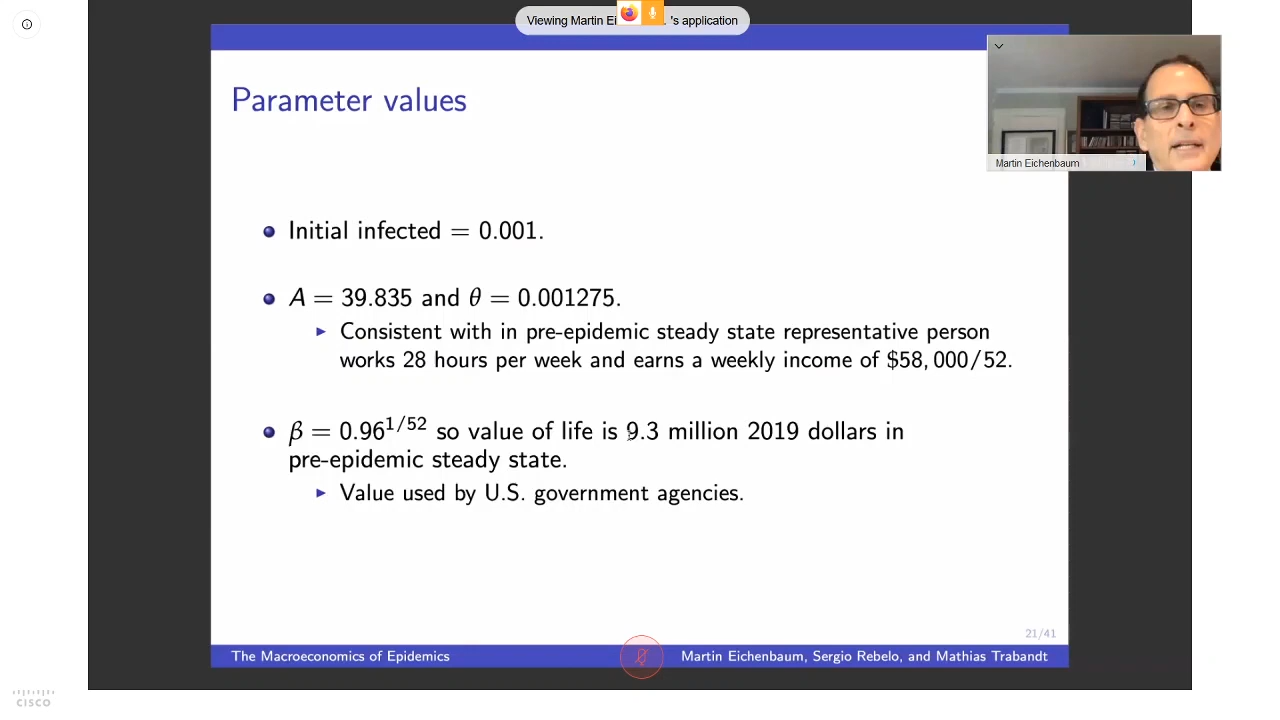 Viewing Martin Ei . 's application
Parameter values
Martin Eichenbaum
Initial infected = 0.001.
A = 39.835 and θ = 0.001275.
Consistent with in pre-epidemic steady state representative person
works 28 hours per week and earns a weekly income of $58,000/52.
β = 0.96^1/52 so value of life is 9.3 million 2019 dollars in
pre-epidemic steady state.
Value used by U.S. government agencies.
21/41
The Macroeconomics of Epidemics
Martin Eichenbaum, Sergio Rebelo, and Mathias Trabandt
CISCO